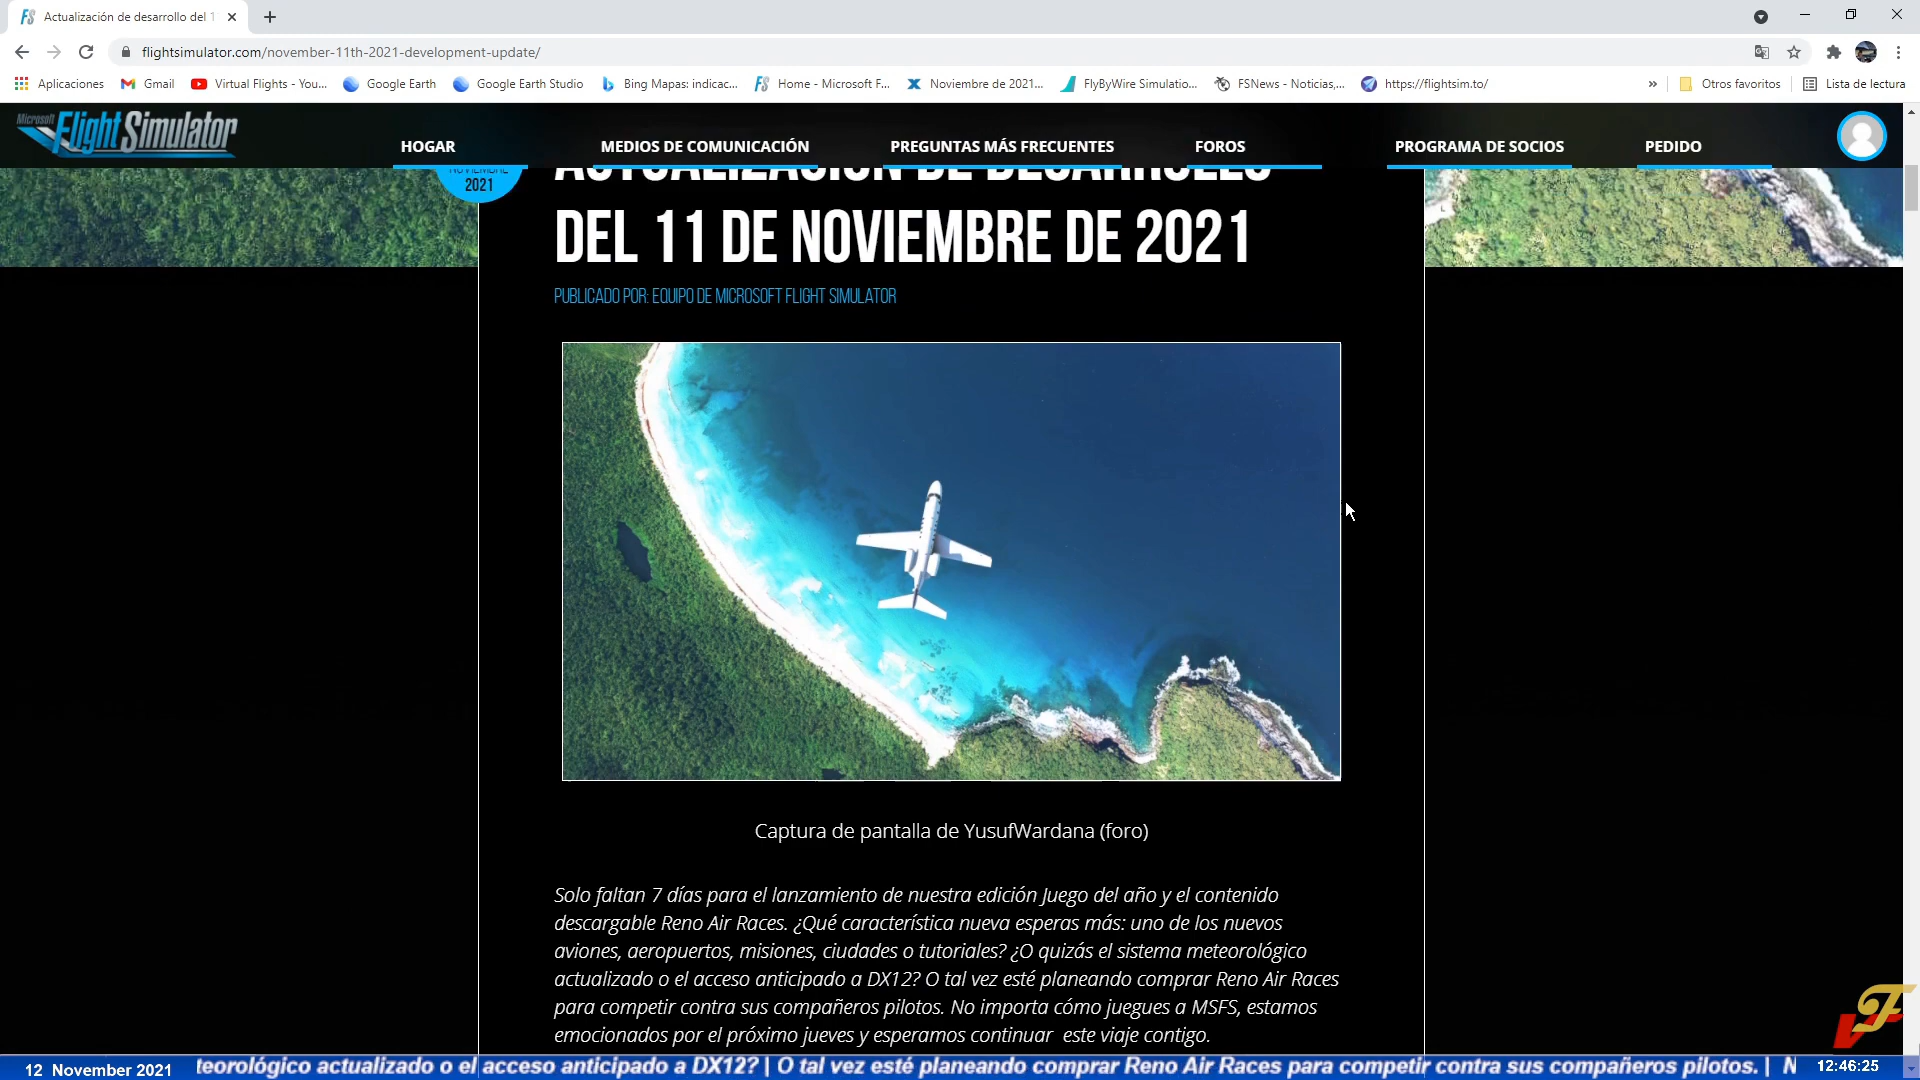 Actualización de desarrollo del 1
flightsimulator.com/november-11th-2021-development-update/
Aplicaciones
Gmail
Virtual Flights - You...
Google Earth
Google Earth Studio
Bing Mapas: indicac...
Home - Microsoft F...
Noviembre de 2021...
FlyByWire Simulatio...
FSNews - Noticias,...
https://flightsim.to/
»
Otros favoritos
Lista de lectura
Microsoft
Flight Simulator
HOGAR
MEDIOS DE COMUNICACIÓN
PREGUNTAS MÁS FRECUENTES
FOROS
PROGRAMA DE SOCIOS
PEDIDO
NOVIEMBRE
2021
ACTUALIZACIÓN DE DESARROLLO
DEL 11 DE NOVIEMBRE DE 2021
PUBLICADO POR: EQUIPO DE MICROSOFT FLIGHT SIMULATOR
Captura de pantalla de YusufWardana (foro)
Solo faltan 7 días para el lanzamiento de nuestra edición Juego del año y el contenido
descargable Reno Air Races. ¿Qué característica nueva esperas más: uno de los nuevos
aviones, aeropuertos, misiones, ciudades o tutoriales? ¿O quizás el sistema meteorológico
actualizado o el acceso anticipado a DX12? O tal vez esté planeando comprar Reno Air Races
para competir contra sus compañeros pilotos. No importa cómo juegues a MSFS, estamos
emocionados por el próximo jueves y esperamos continuar este viaje contigo.
VF
12 November 2021
teorológico actualizado o el acceso anticipado a DX12? | O tal vez esté planeando comprar Reno Air Races para competir contra sus compañeros pilotos. | N
12:46:25